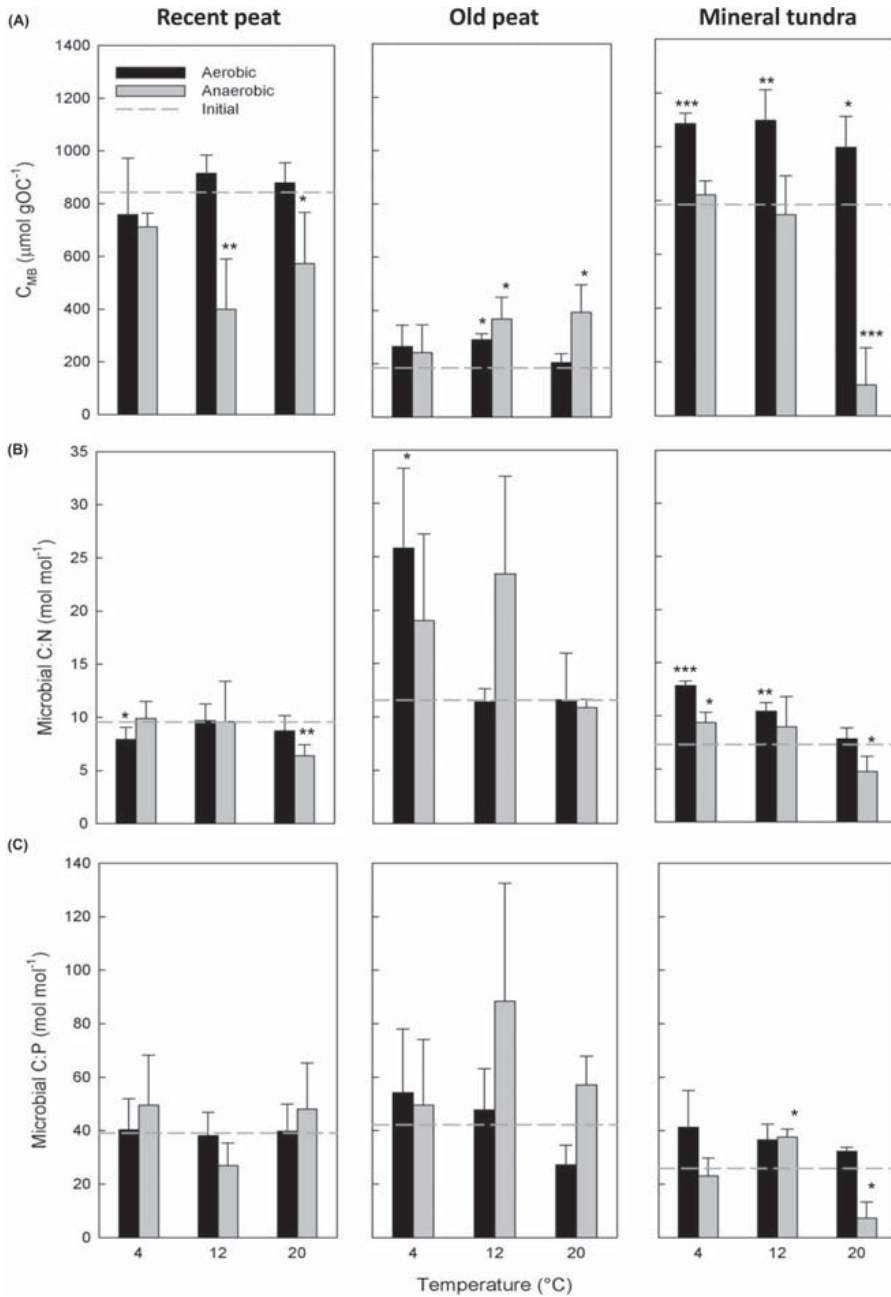 Recent peat
Old peat
Mineral tundra
(A)
1400
1200
1000
800
600
400
200
0
C_MB (µmol gOC⁻¹)
Aerobic
Anaerobic
Initial
**
*
*
*
*
***
**
*
***
(B)
35
30
25
20
15
10
5
0
Microbial C:N (mol mol⁻¹)
*
**
*
***
*
**
*
(C)
140
120
100
80
60
40
20
0
Microbial C:P (mol mol⁻¹)
*
*
4 12 20
4 12 20
4 12 20
Temperature (°C)